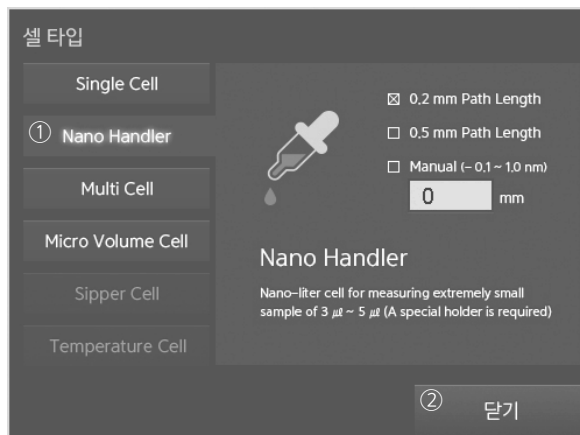 셀 타입
Single Cell
① Nano Handler
Multi Cell
Micro Volume Cell
Sipper Cell
Temperature Cell
0.2 mm Path Length
0.5 mm Path Length
Manual (– 0.1 ~ 1.0 nm)
0 mm
Nano Handler
Nano–liter cell for measuring extremely small
sample of 3 ㎕ ~ 5 ㎕ (A special holder is required)
② 닫기